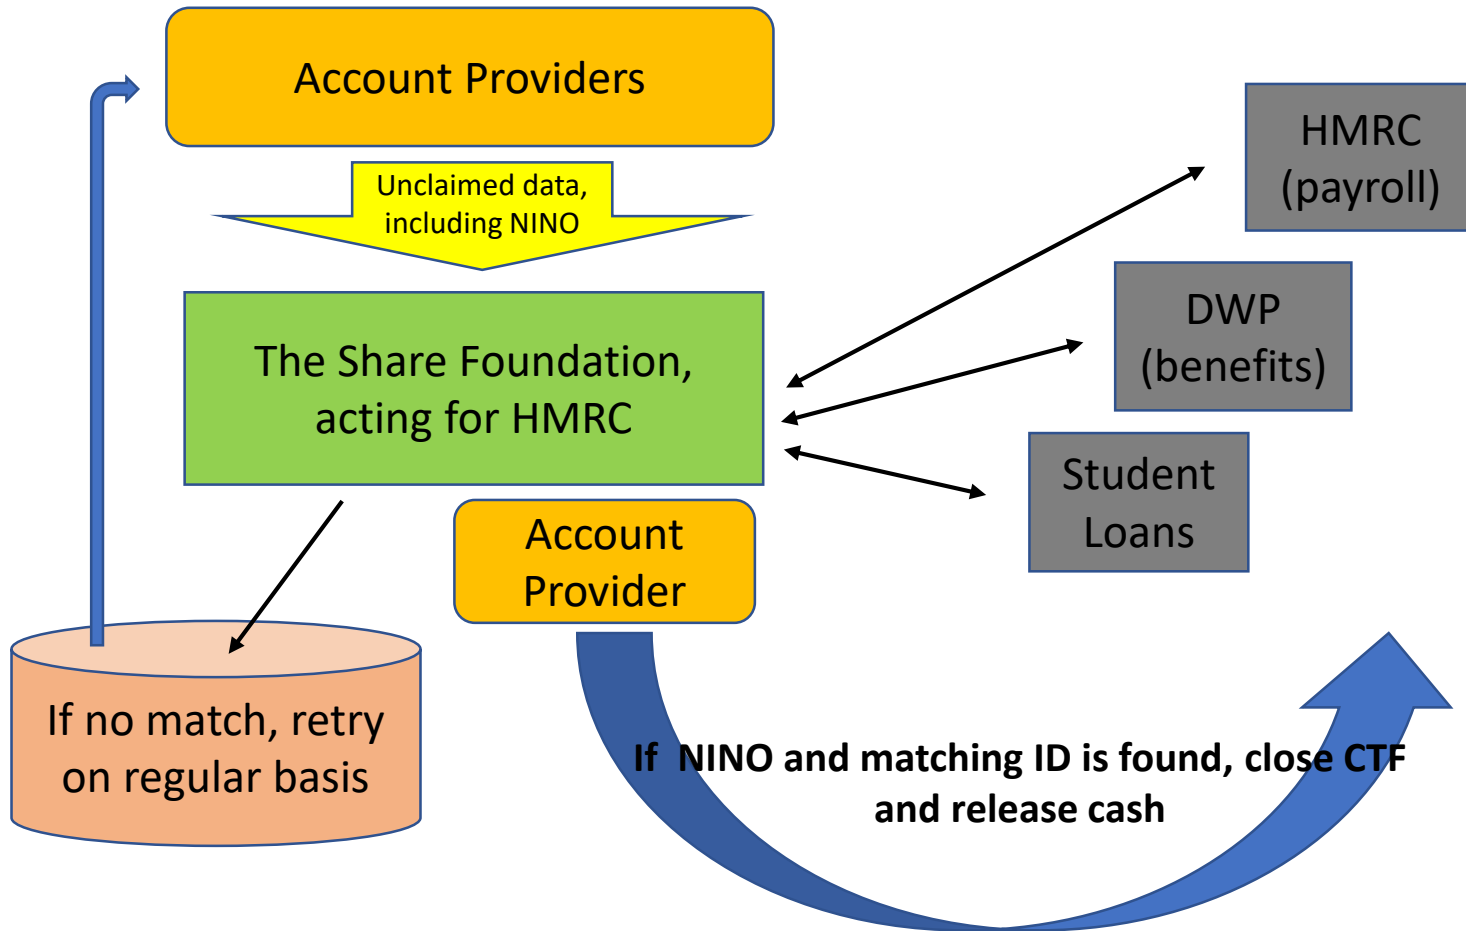 Account Providers
Unclaimed data,
including NINO
The Share Foundation,
acting for HMRC
HMRC
(payroll)
DWP
(benefits)
Student
Loans
Account
Provider
If no match, retry
on regular basis
If  NINO and matching ID is found, close CTF
and release cash